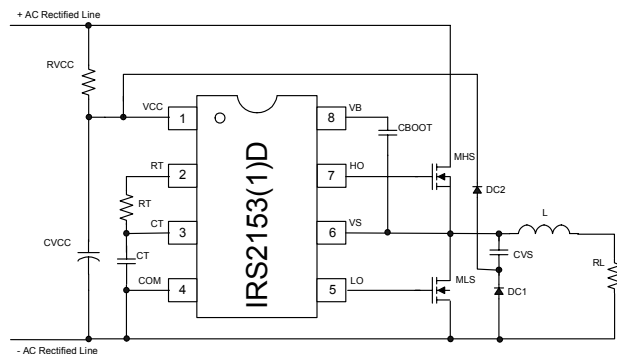 + AC Rectified Line
RVCC
VCC
1
8
VB
CBOOT
MHS
RT
2
7
HO
DC2
RT
IRS2153(1)D
L
CT
3
6
VS
CVS
RL
CVCC
CT
COM
4
5
LO
MLS
DC1
- AC Rectified Line